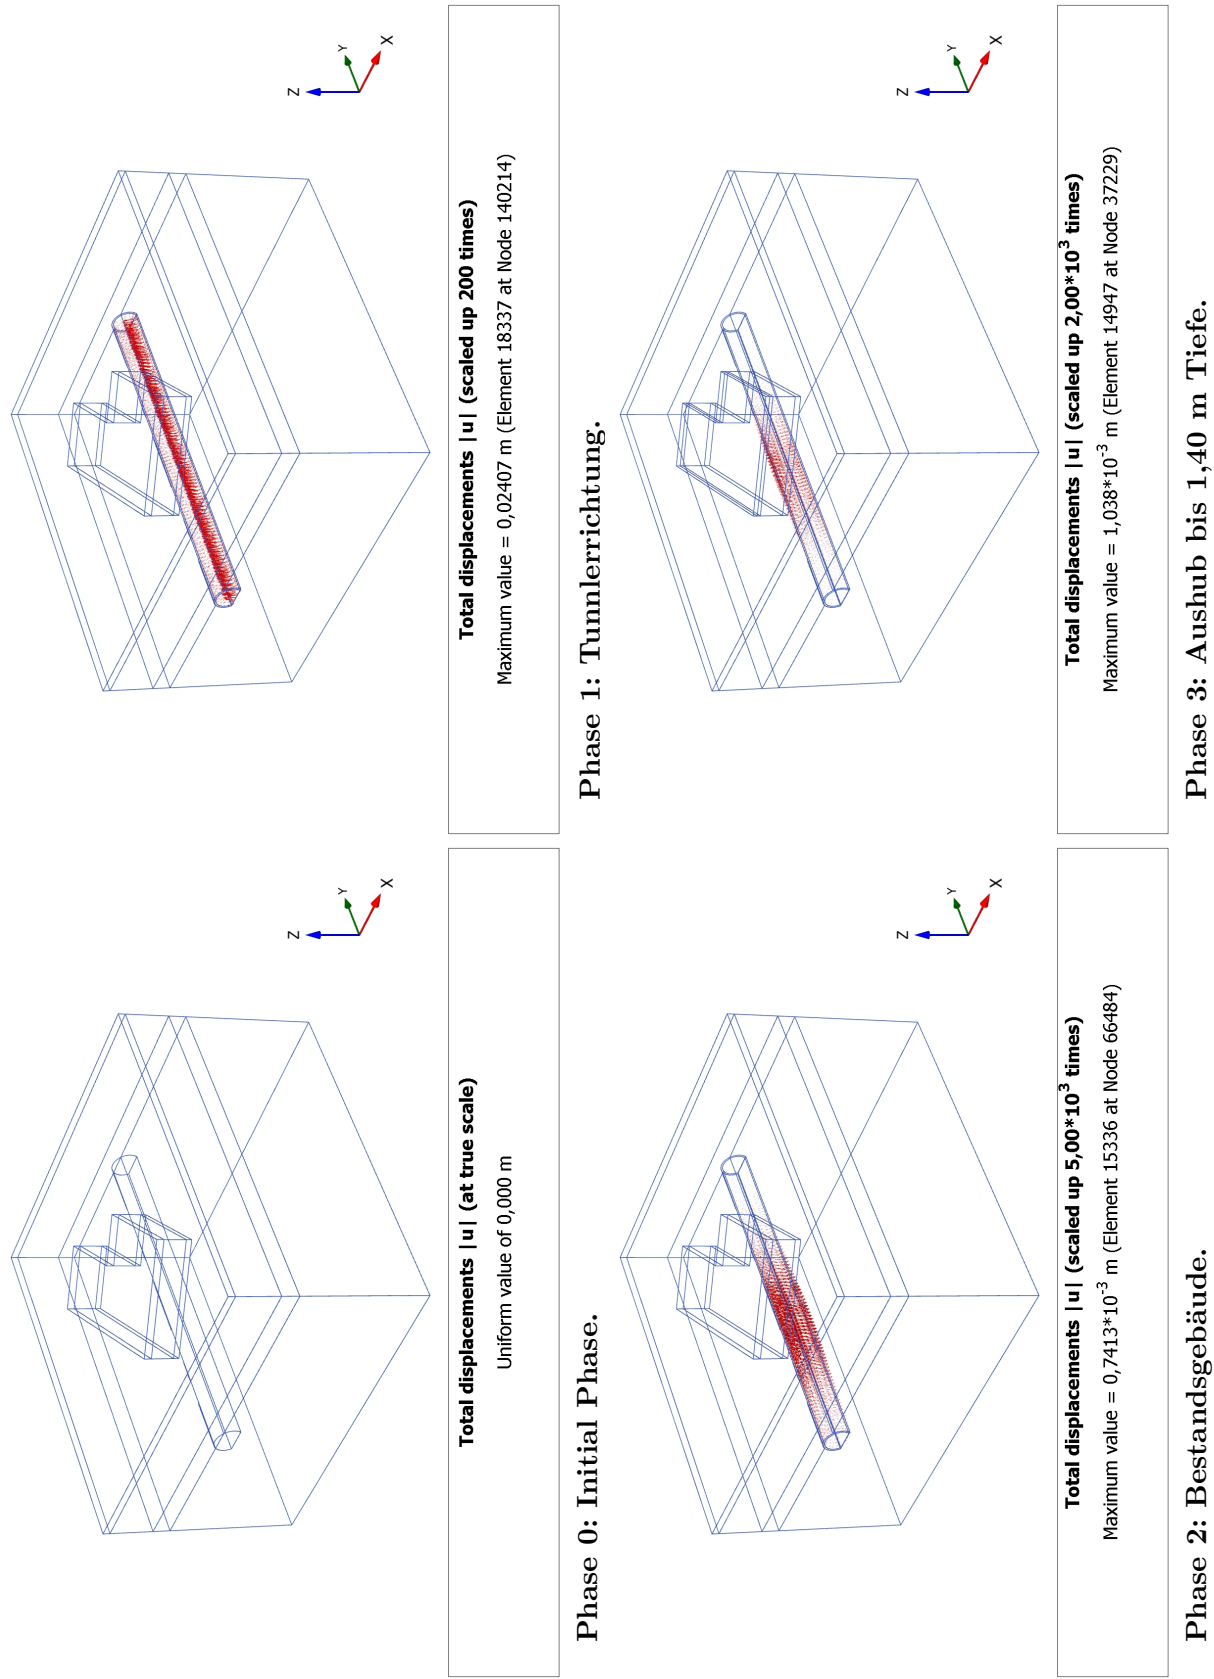 Z
Y
X
Total displacements |u| (at true scale)
Uniform value of 0,000 m
Phase 0: Initial Phase.
Z
Y
X
Total displacements |u| (scaled up 200 times)
Maximum value = 0,02407 m (Element 18337 at Node 140214)
Phase 1: Tunnlerrichtung.
Z
Y
X
Total displacements |u| (scaled up 5,00*10³ times)
Maximum value = 0,7413*10⁻³ m (Element 15336 at Node 66484)
Phase 2: Bestandsgebäude.
Z
Y
X
Total displacements |u| (scaled up 2,00*10³ times)
Maximum value = 1,038*10⁻³ m (Element 14947 at Node 37229)
Phase 3: Aushub bis 1,40 m Tiefe.